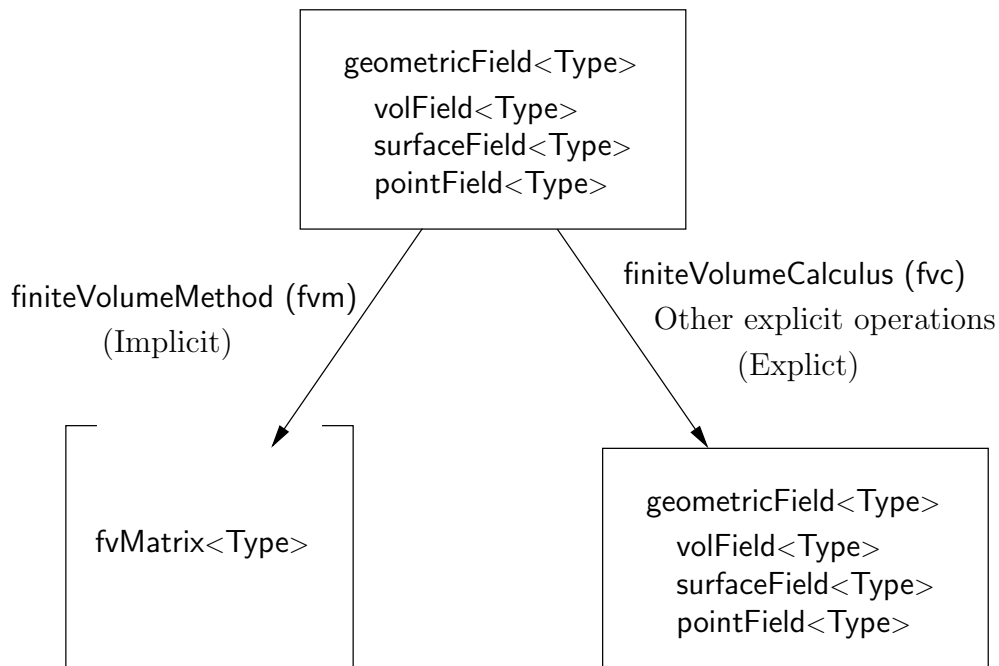 geometricField<Type>
volField<Type>
surfaceField<Type>
pointField<Type>
finiteVolumeMethod (fvm)
(Implicit)
finiteVolumeCalculus (fvc)
Other explicit operations
(Explict)
fvMatrix<Type>
geometricField<Type>
volField<Type>
surfaceField<Type>
pointField<Type>